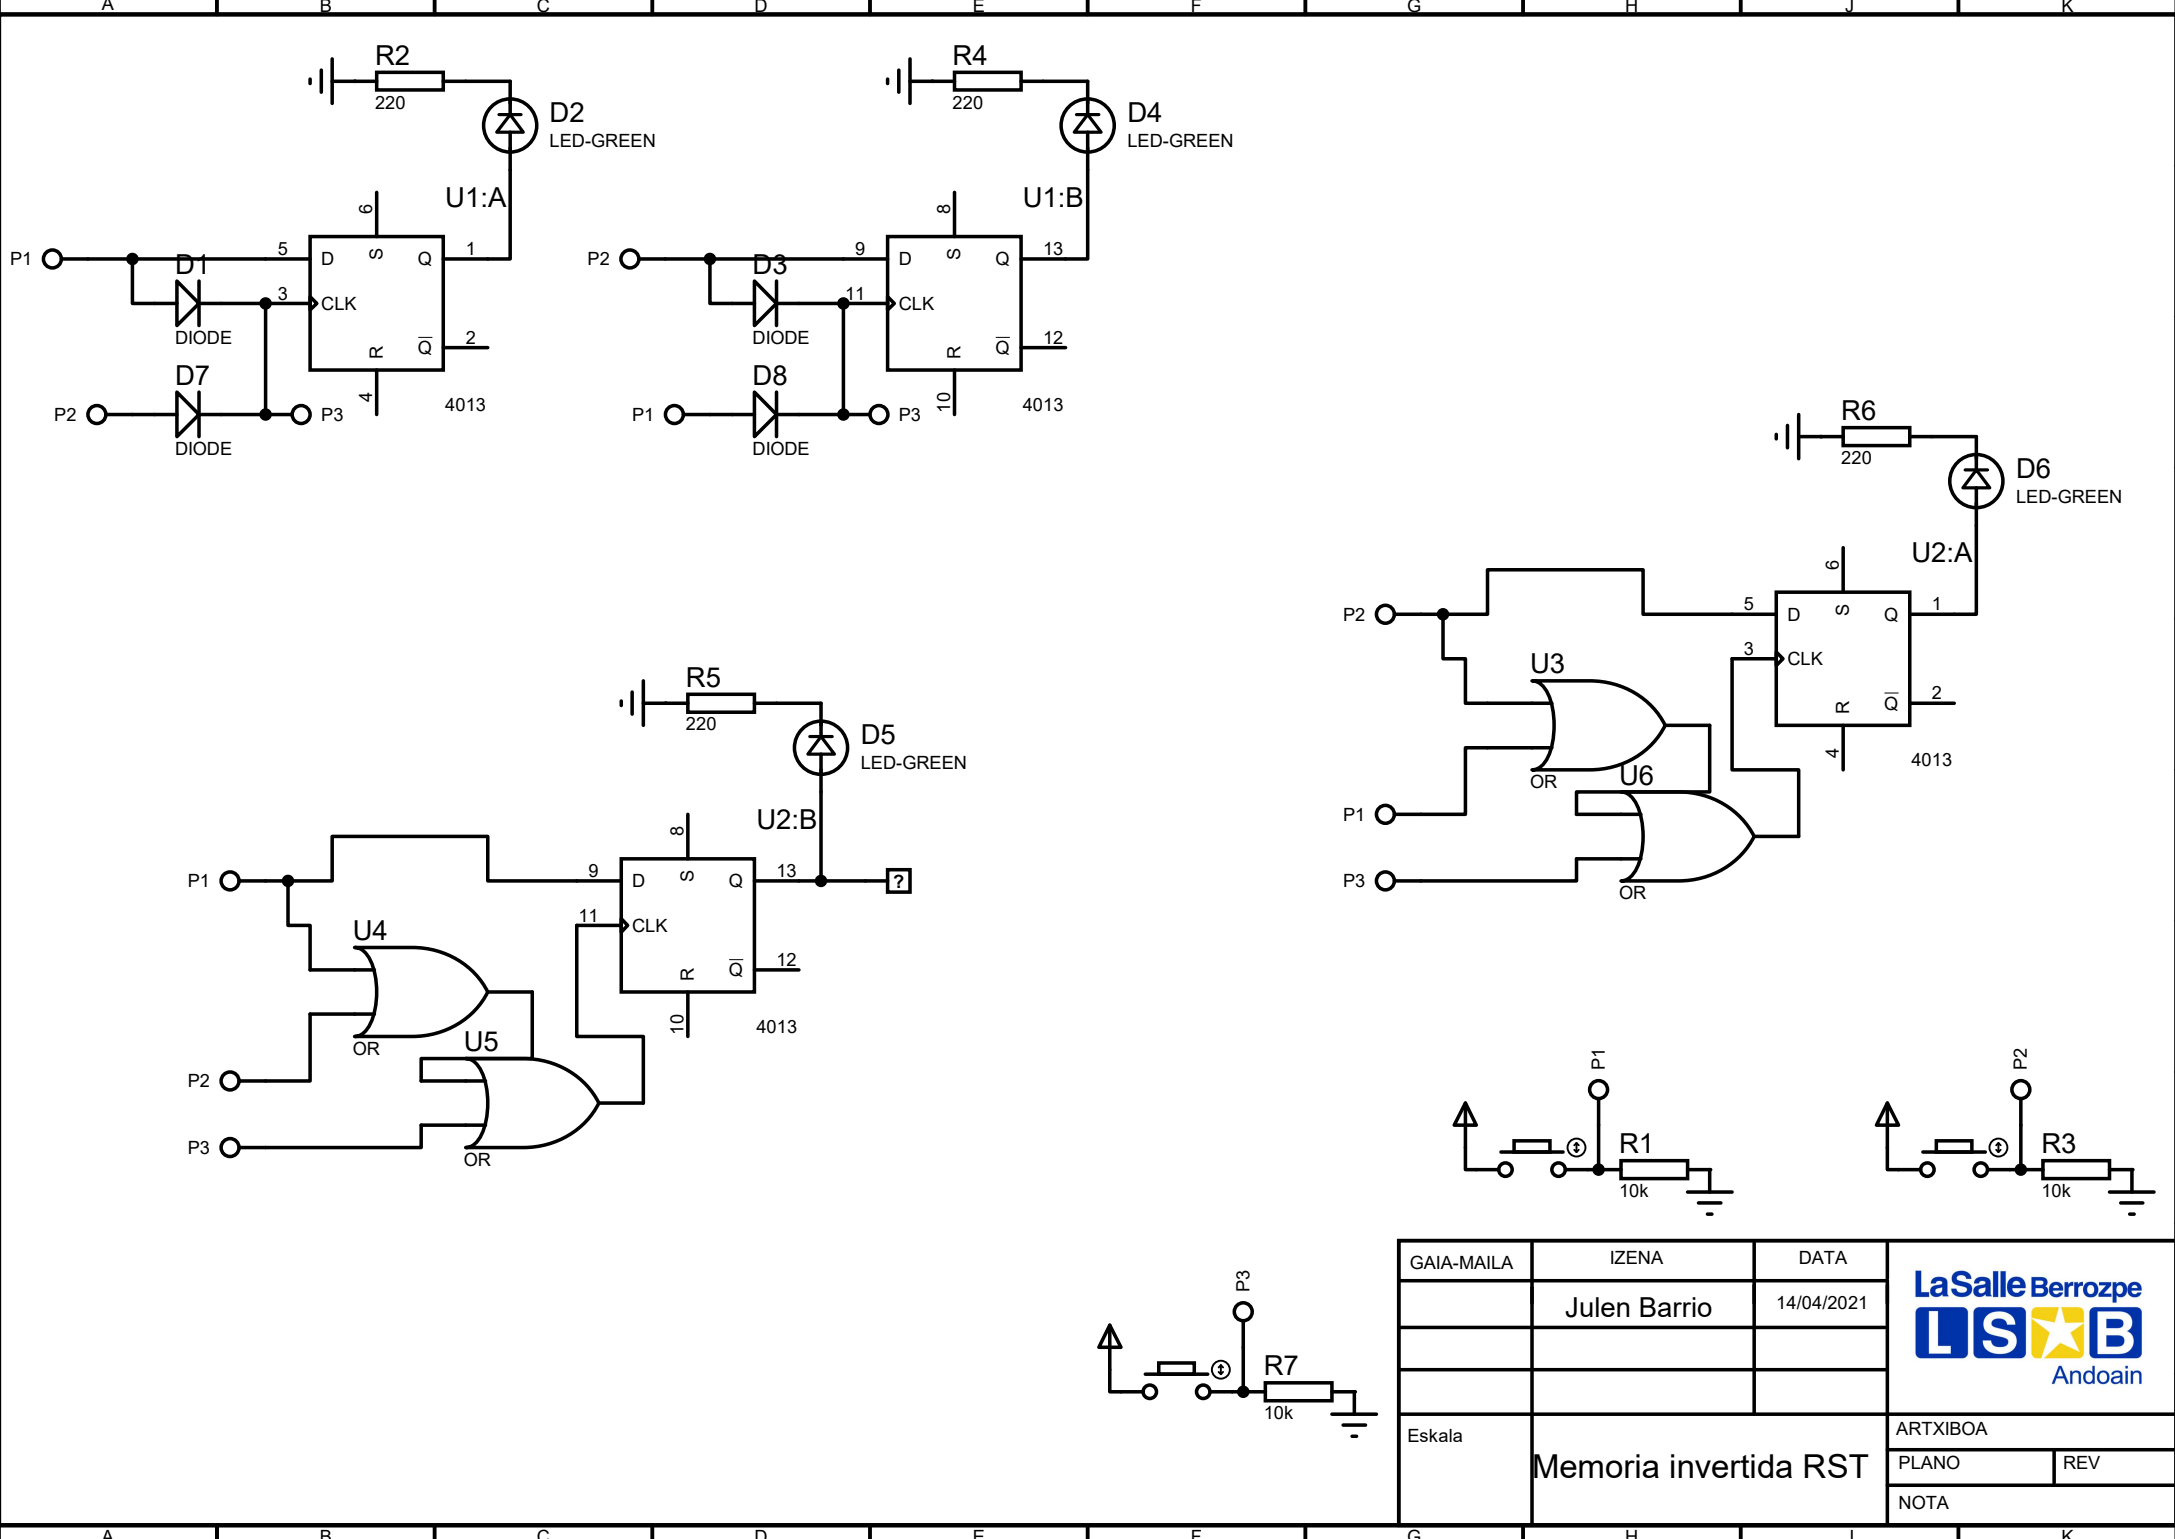 A B C D E F G H J K
R2
220
D2
LED-GREEN
U1:A
P1
D1
DIODE
5
3
6
D
S
Q
CLK
R
Q
1
2
4
4013
P2
D7
DIODE
P3
R4
220
D4
LED-GREEN
U1:B
P2
D3
DIODE
9
11
8
D
S
Q
CLK
R
Q
13
12
10
4013
P1
D8
DIODE
P3
R6
220
D6
LED-GREEN
U2:A
P2
5
3
6
D
S
Q
CLK
R
Q
1
2
4
4013
U3
OR
U6
OR
P1
P3
R5
220
D5
LED-GREEN
U2:B
P1
9
11
8
D
S
Q
CLK
R
Q
13
12
10
4013
?
U4
OR
U5
OR
P2
P3
P1
R1
10k
P2
R3
10k
P3
R7
10k
GAIA-MAILA IZENA DATA
Julen Barrio 14/04/2021
LaSalle Berrozpe
LS B
Andoain
Eskala
Memoria invertida RST
ARTXIBOA
PLANO REV
NOTA
A B C D E F G H J K